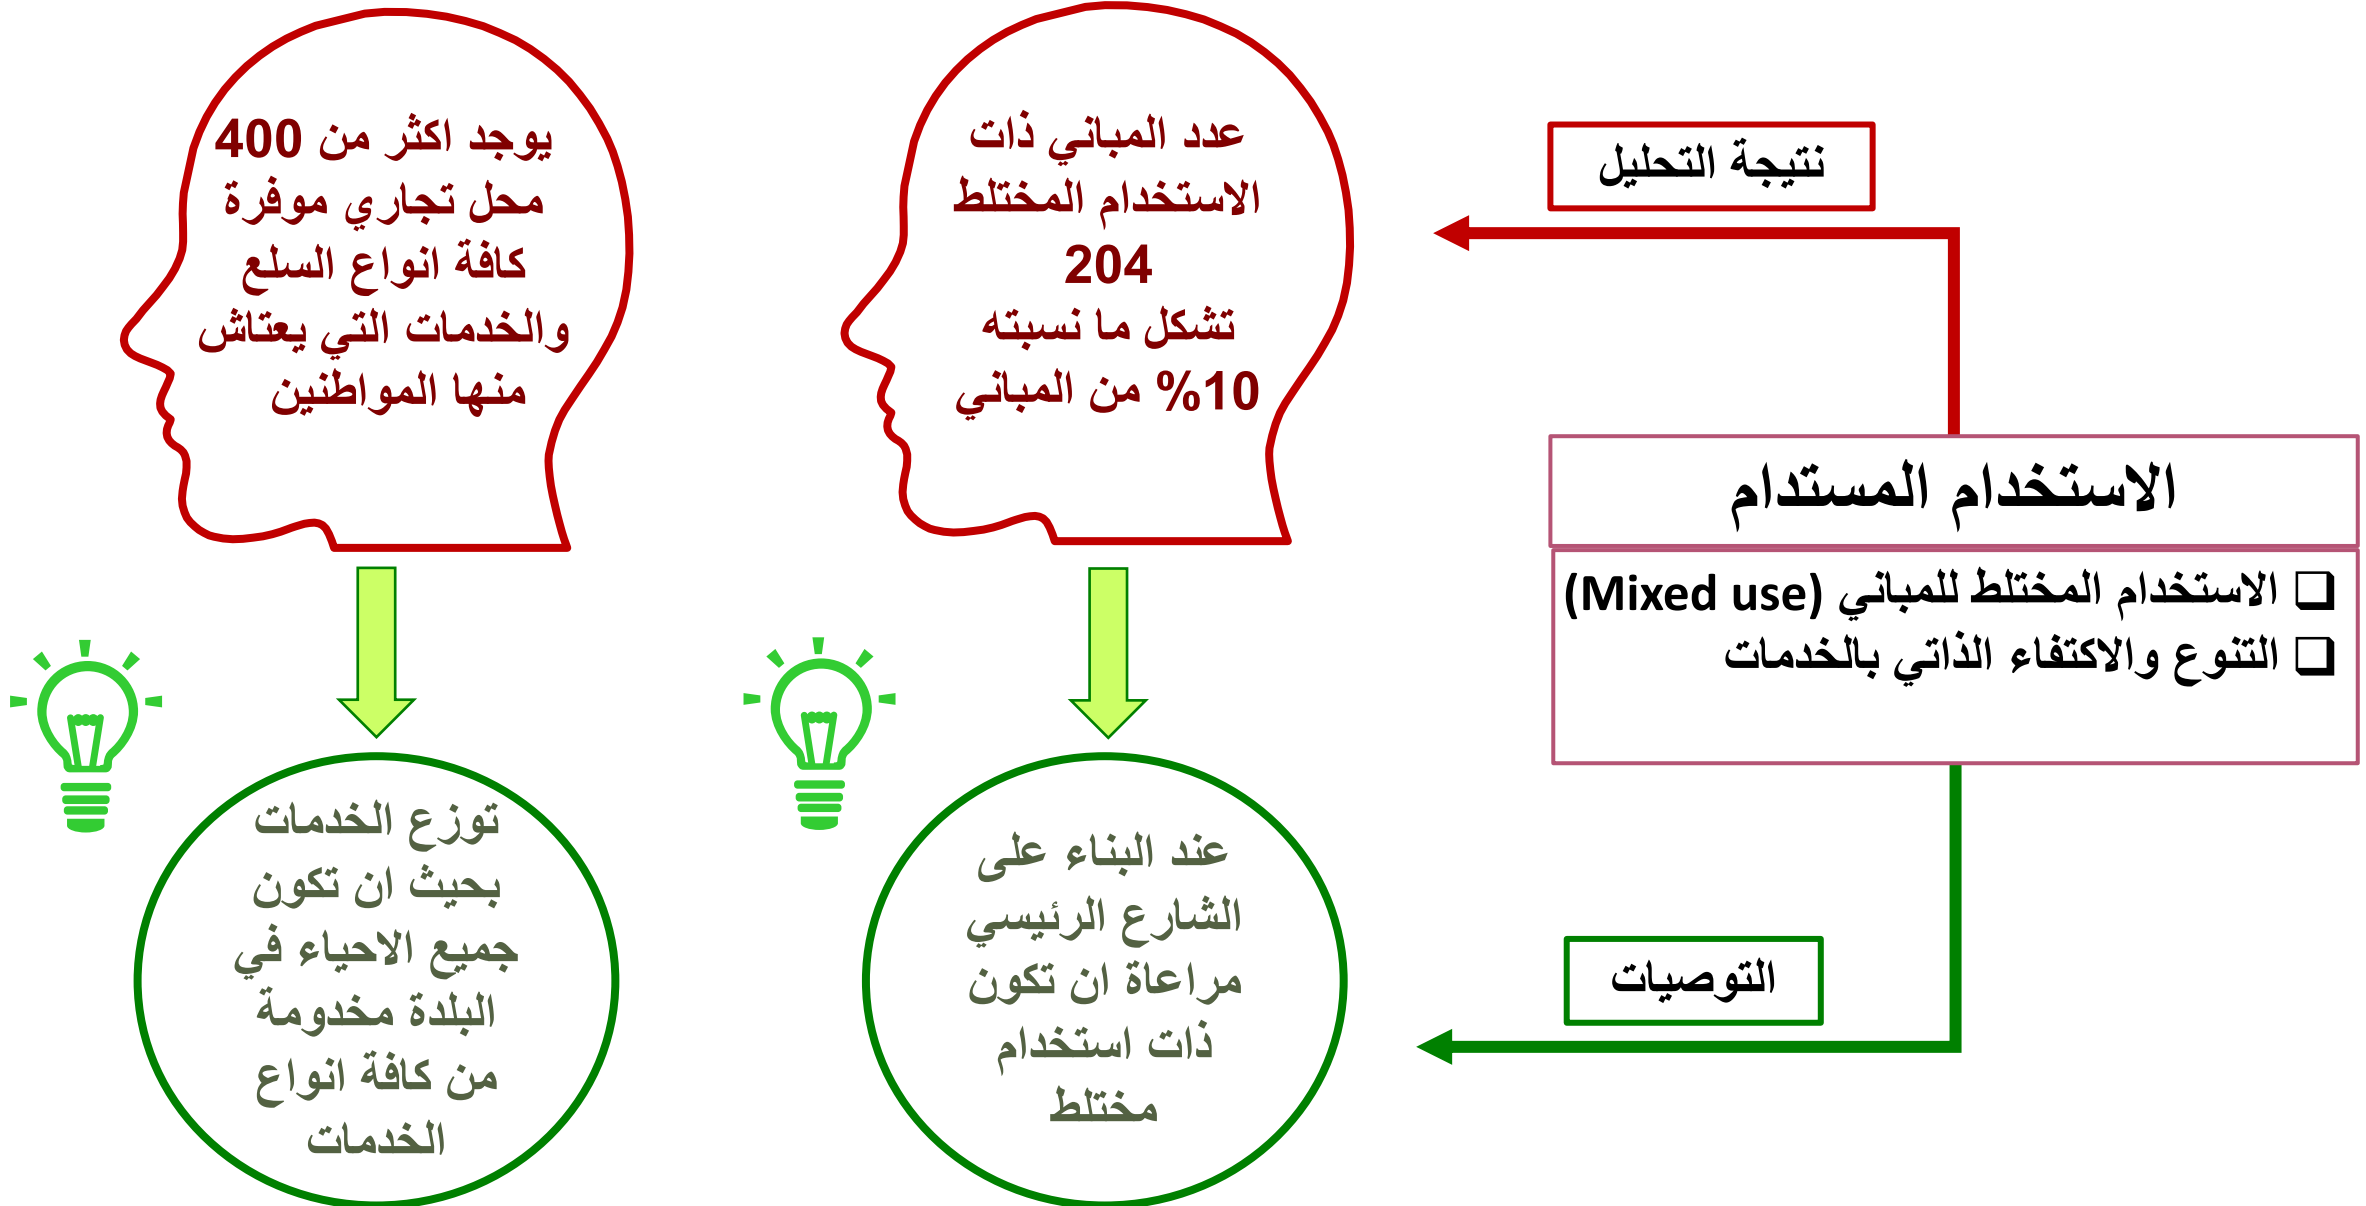 نتيجة التحليل
الاستخدام المستدام
❑ الاستخدام المختلط للمباني (Mixed use)
❑ التنوع والاكتفاء الذاتي بالخدمات
التوصيات
عدد المباني ذات
الاستخدام المختلط
204
تشكل ما نسبته
10% من المباني
عند البناء على
الشارع الرئيسي
مراعاة ان تكون
ذات استخدام
مختلط
يوجد اكثر من 400
محل تجاري موفرة
كافة انواع السلع
والخدمات التي يعتاش
منها المواطنين
توزع الخدمات
بحيث ان تكون
جميع الاحياء في
البلدة مخدومة
من كافة انواع
الخدمات